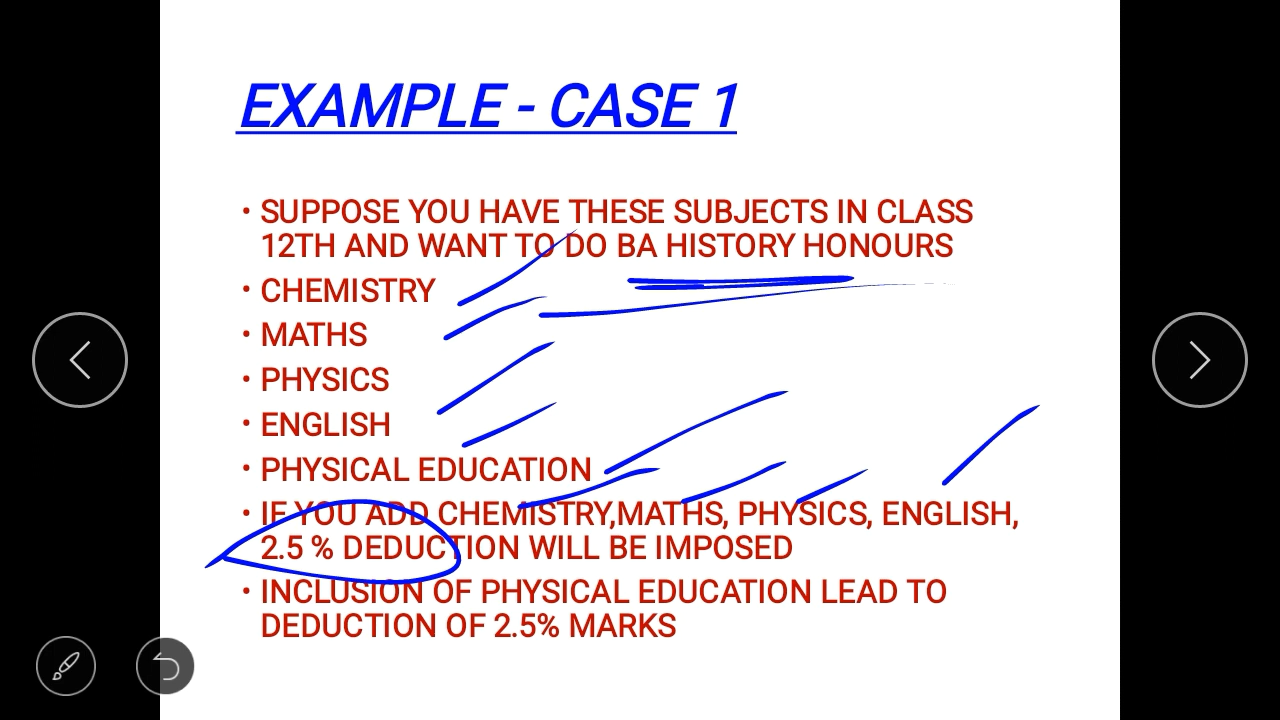 EXAMPLE - CASE 1
• SUPPOSE YOU HAVE THESE SUBJECTS IN CLASS
12TH AND WANT TO DO BA HISTORY HONOURS
• CHEMISTRY
• MATHS
• PHYSICS
• ENGLISH
• PHYSICAL EDUCATION
• IF YOU ADD CHEMISTRY,MATHS, PHYSICS, ENGLISH,
2.5 % DEDUCTION WILL BE IMPOSED
• INCLUSION OF PHYSICAL EDUCATION LEAD TO
DEDUCTION OF 2.5% MARKS